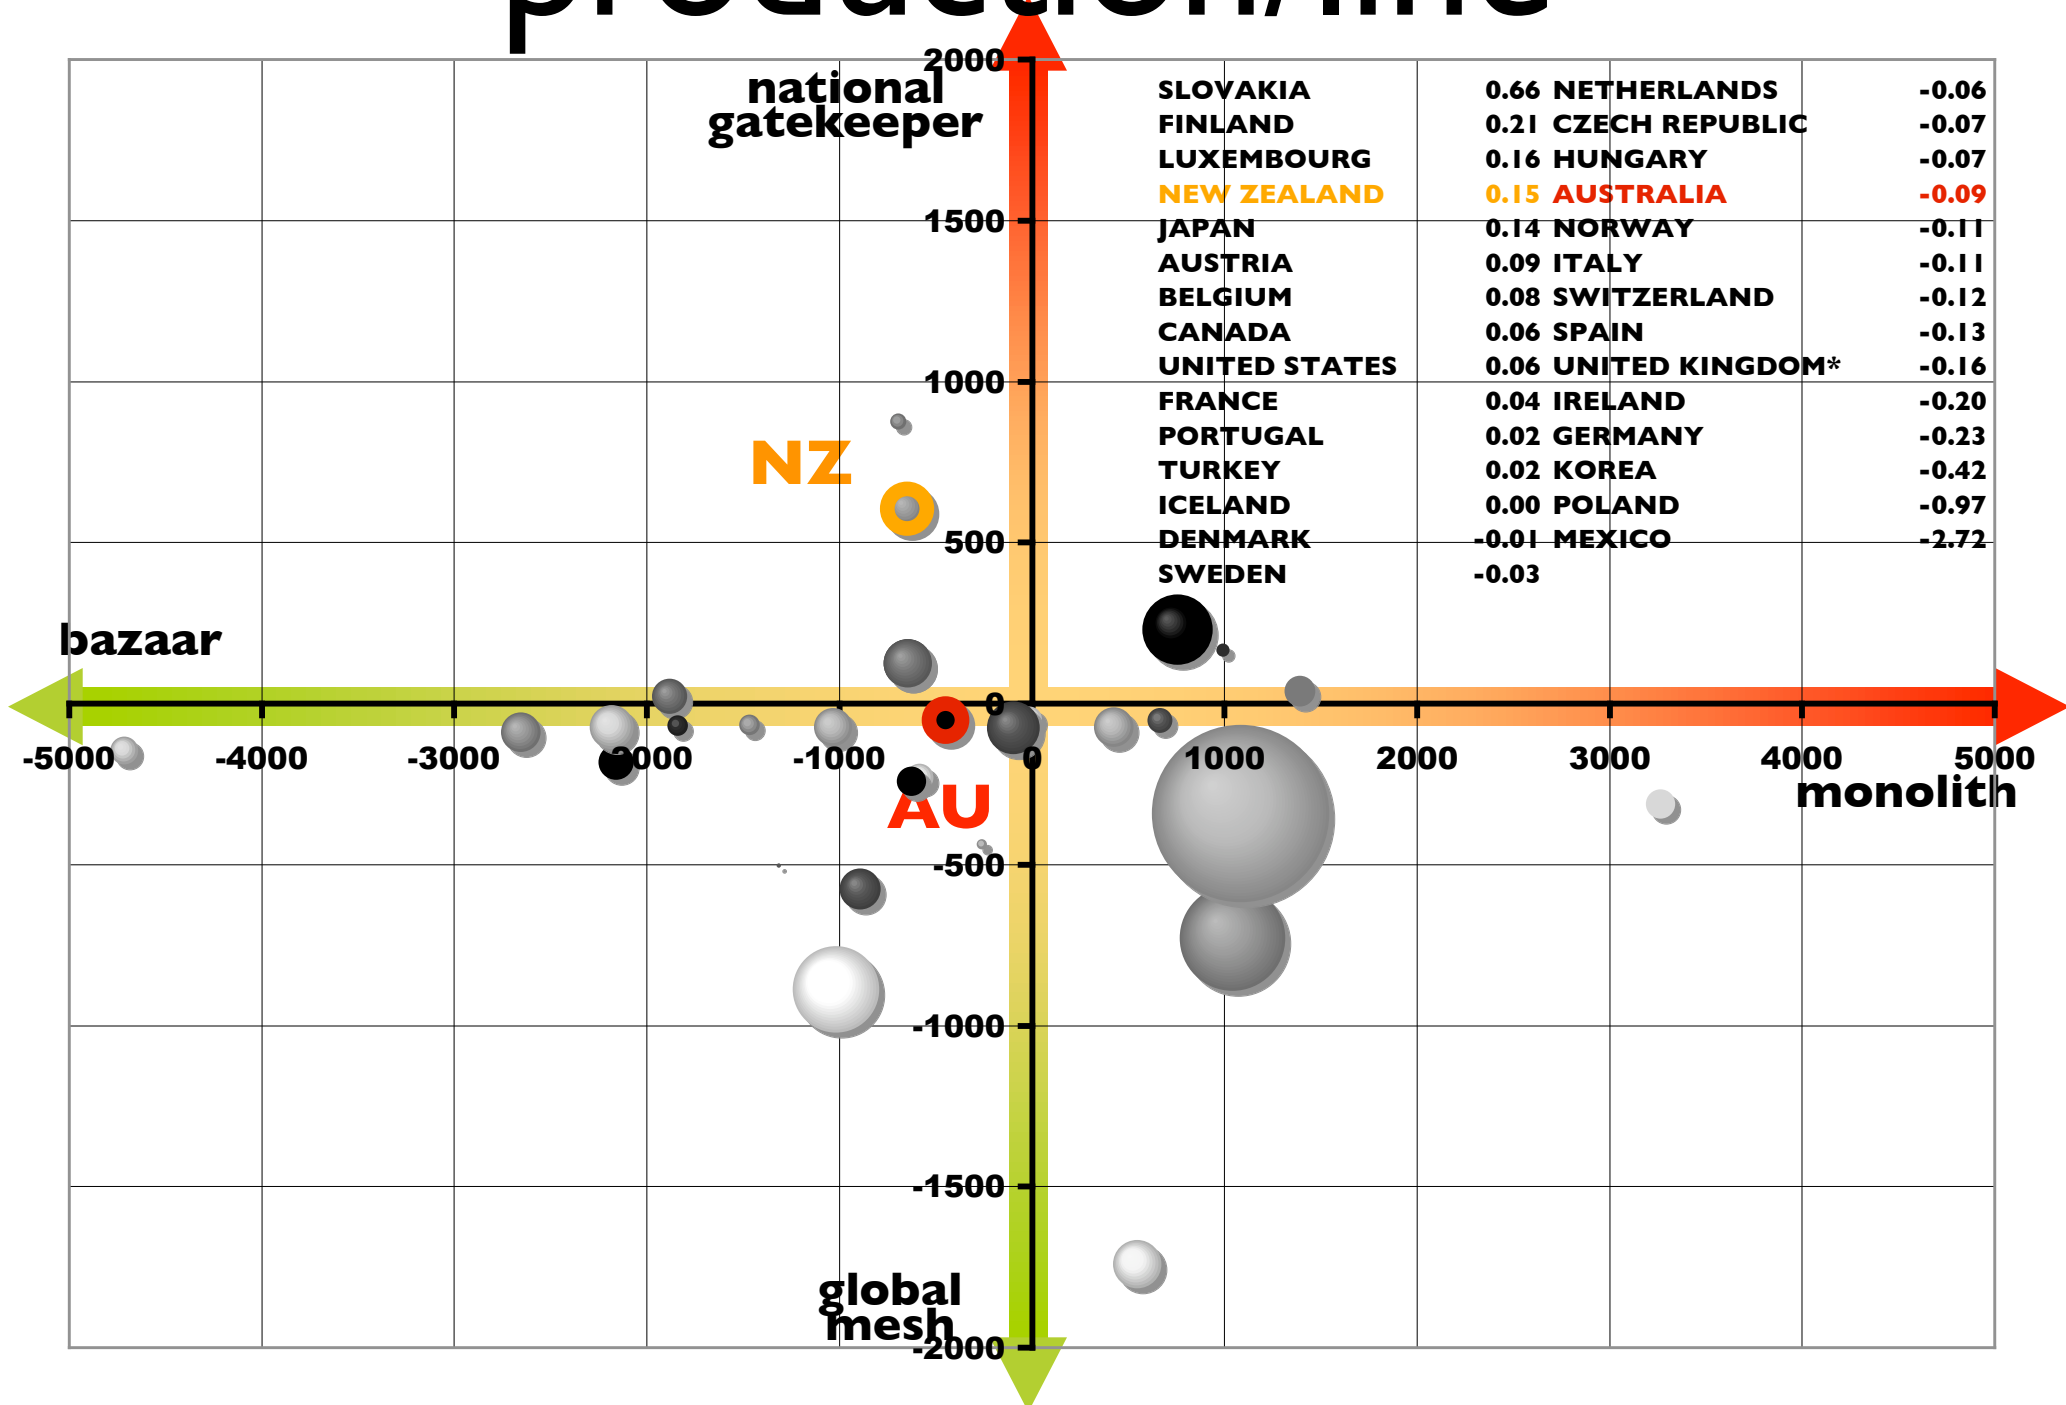 production/line
2000
national
gatekeeper
SLOVAKIA 0.66 NETHERLANDS -0.06
FINLAND 0.21 CZECH REPUBLIC -0.07
LUXEMBOURG 0.16 HUNGARY -0.07
NEW ZEALAND 0.15 AUSTRALIA -0.09
1500
JAPAN 0.14 NORWAY -0.11
AUSTRIA 0.09 ITALY -0.11
BELGIUM 0.08 SWITZERLAND -0.12
CANADA 0.06 SPAIN -0.13
UNITED STATES 0.06 UNITED KINGDOM* -0.16
1000
FRANCE 0.04 IRELAND -0.20
PORTUGAL 0.02 GERMANY -0.23
NZ
TURKEY 0.02 KOREA -0.42
ICELAND 0.00 POLAND -0.97
500
DENMARK -0.01 MEXICO -2.72
SWEDEN -0.03
bazaar
0
-5000 -4000 -3000 -2000 -1000 0 1000 2000 3000 4000 5000
monolith
AU
-500
-1000
-1500
global
mesh
-2000